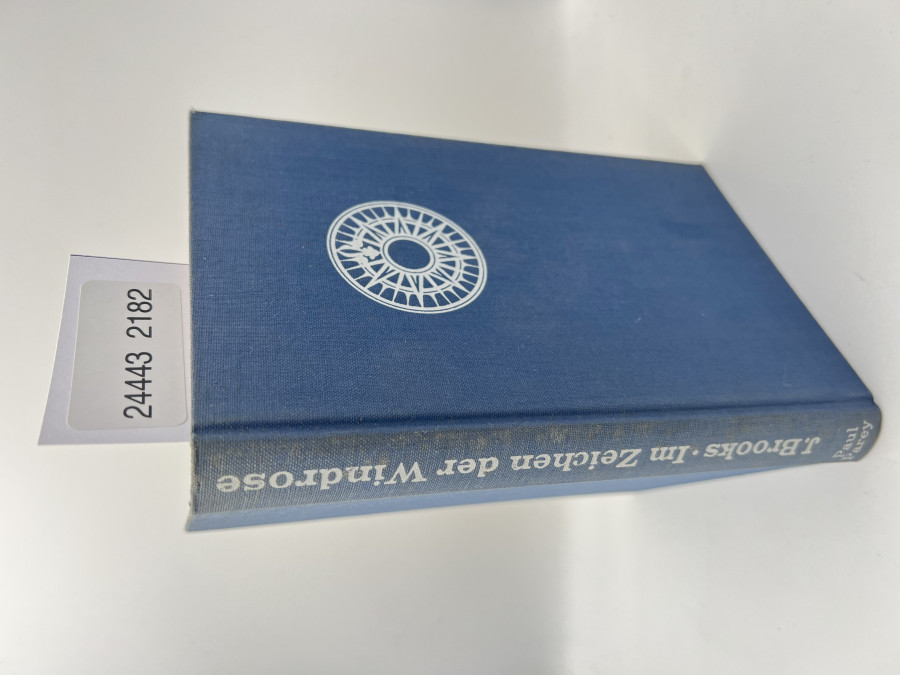 24443 2182
J. Brooks · Im Zeichen der Windrose
Paul
Parey